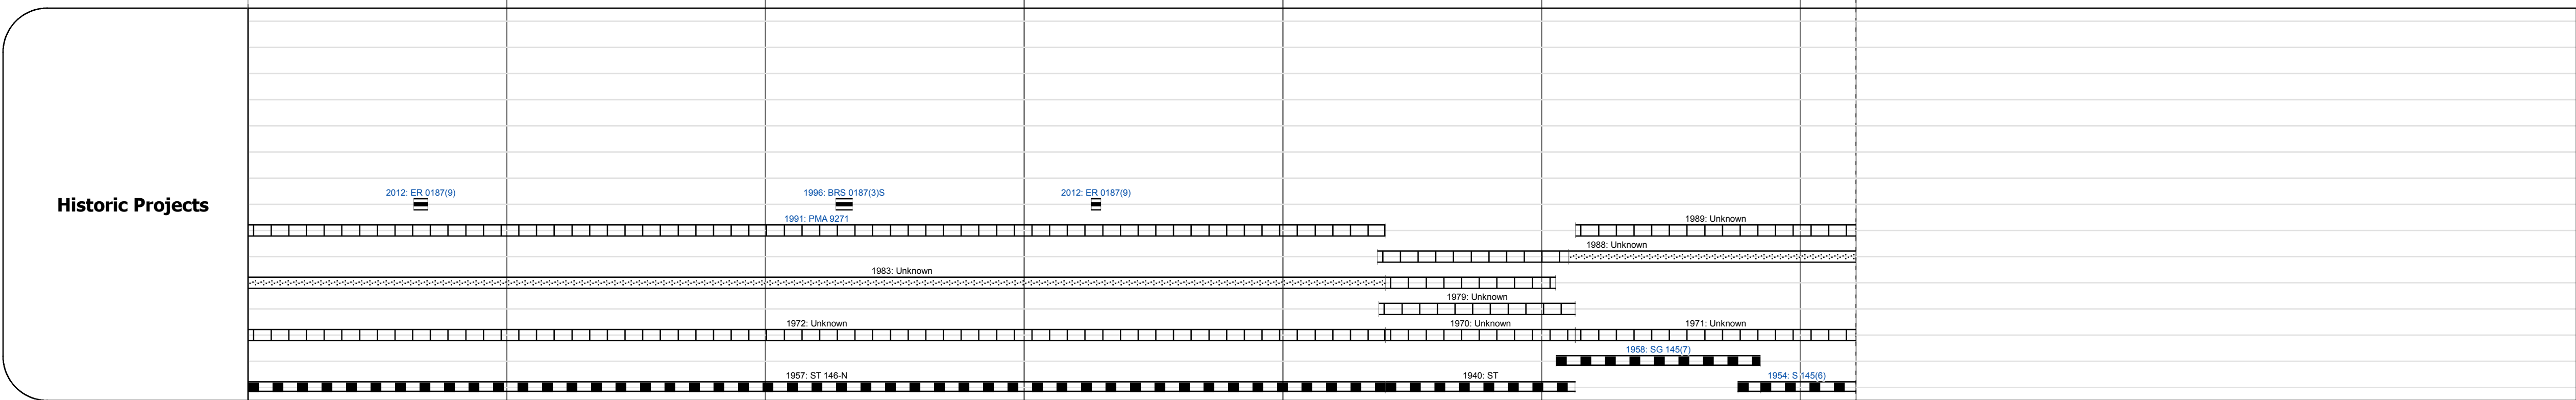 Historic Projects
2012: ER 0187(9)
1996: BRS 0187(3)S
2012: ER 0187(9)
1991: PMA 9271
1989: Unknown
1988: Unknown
1983: Unknown
1979: Unknown
1972: Unknown
1970: Unknown
1971: Unknown
1958: SG 145(7)
1957: ST 146-N
1940: ST
1954: S 145(6)